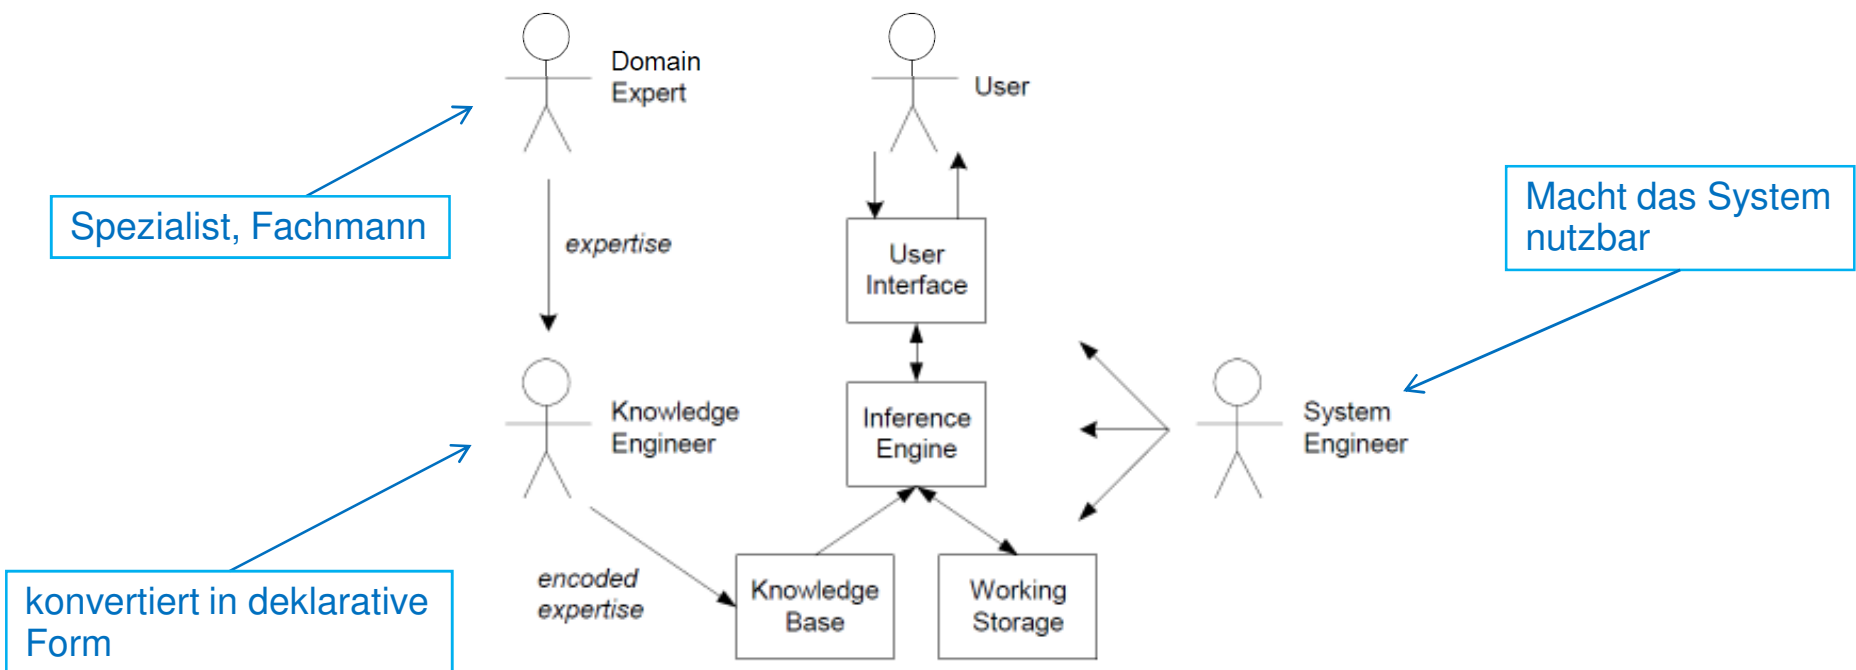 Domain
Expert
User
Spezialist, Fachmann
expertise
User
Interface
Macht das System
nutzbar
Knowledge
Engineer
Inference
Engine
System
Engineer
konvertiert in deklarative
Form
encoded
expertise
Knowledge
Base
Working
Storage